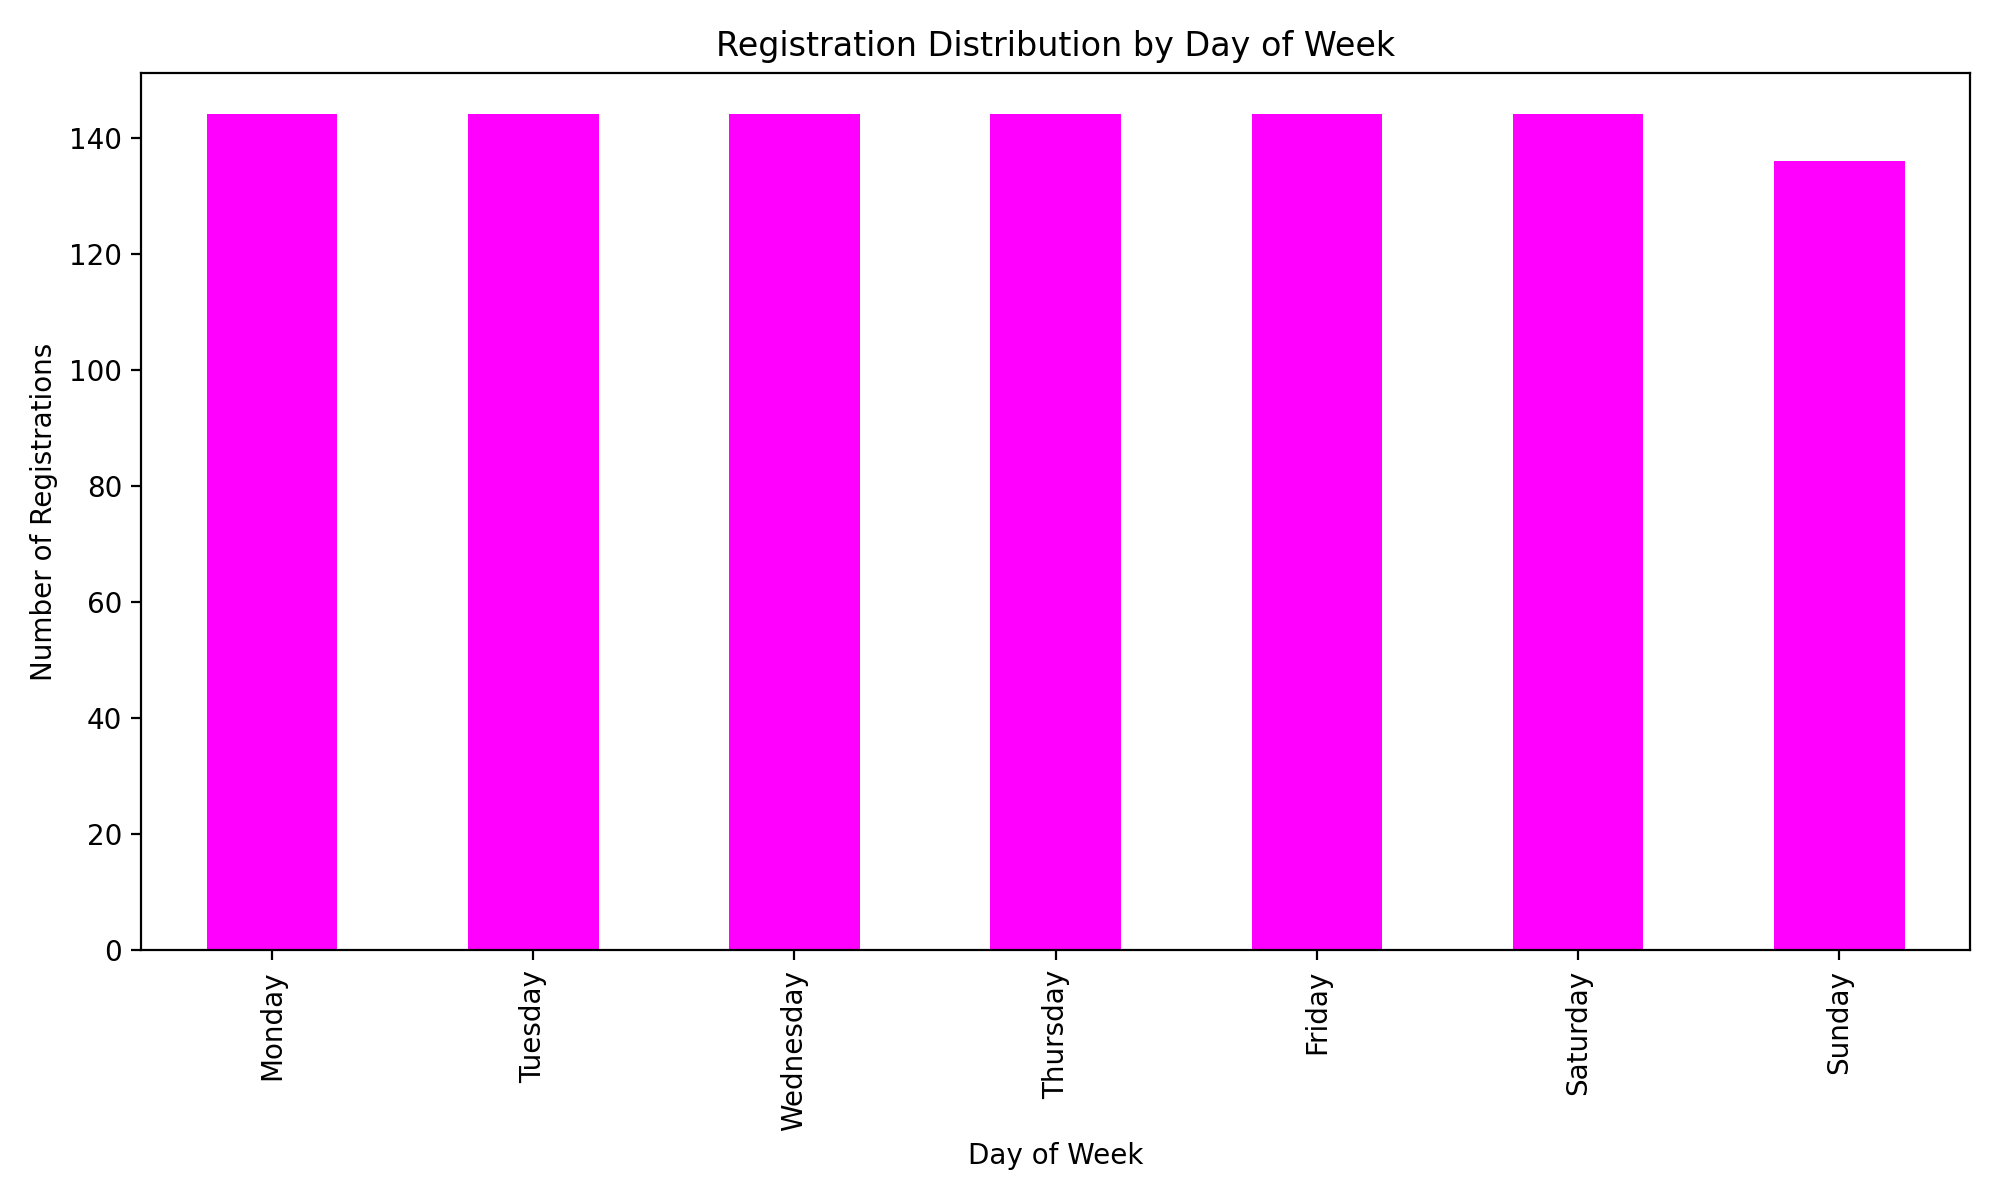 Registration Distribution by Day of Week
Number of Registrations
140
120
100
80
60
40
20
0
Monday
Tuesday
Wednesday
Thursday
Friday
Saturday
Sunday
Day of Week